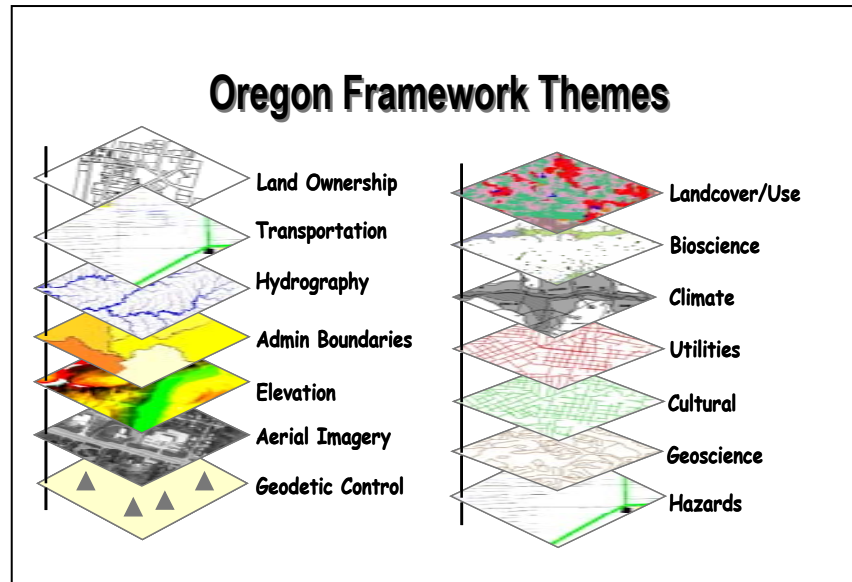 Oregon Framework Themes
Land Ownership
Transportation
Hydrography
Admin Boundaries
Elevation
Aerial Imagery
Geodetic Control
Landcover/Use
Bioscience
Climate
Utilities
Cultural
Geoscience
Hazards